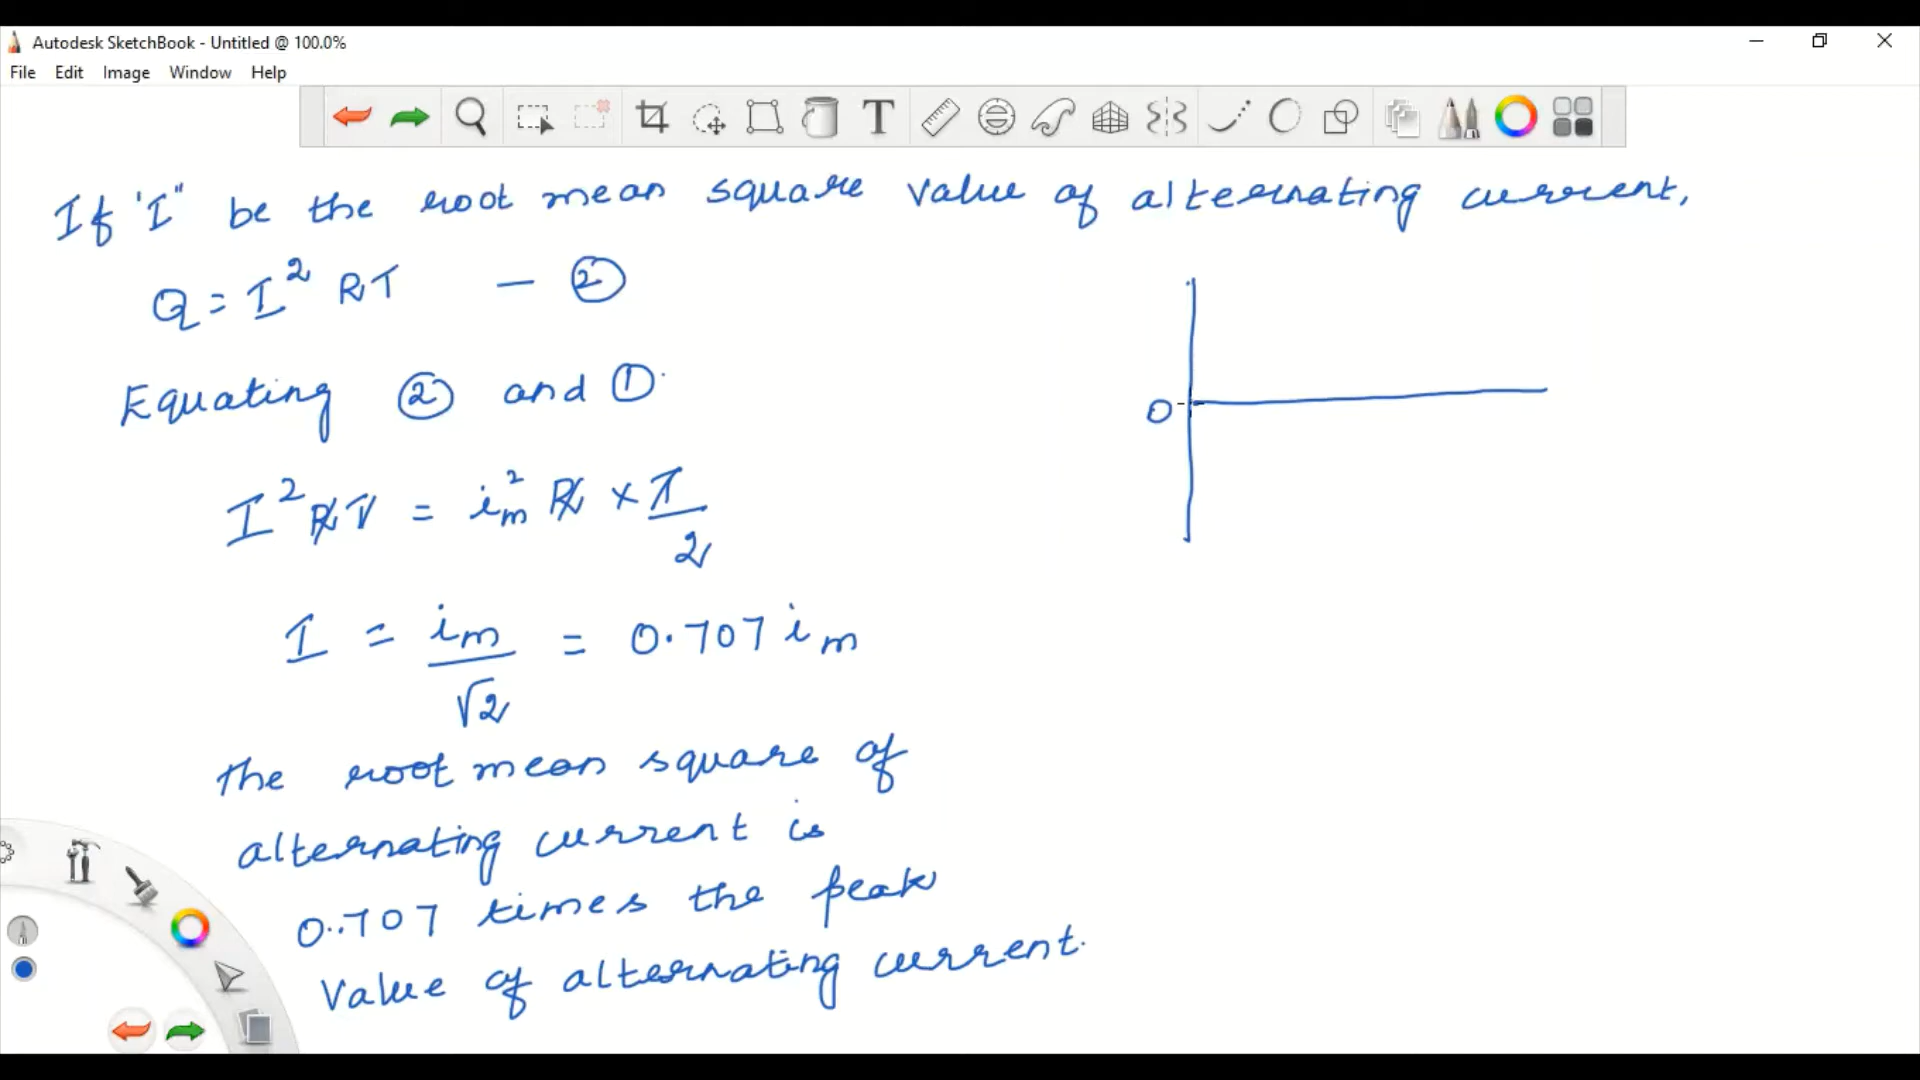 Autodesk SketchBook - Untitled @ 100.0%
File Edit Image Window Help
T
If 'I" be the root mean square value of alternating current,
Q = I² RT — ②
Equating ② and ①.
O
I² RT = i²m R × T/2
I = im/√2 = 0.707 im
the root mean square of
alternating current is
0..707 times the peak
Value of alternating current.